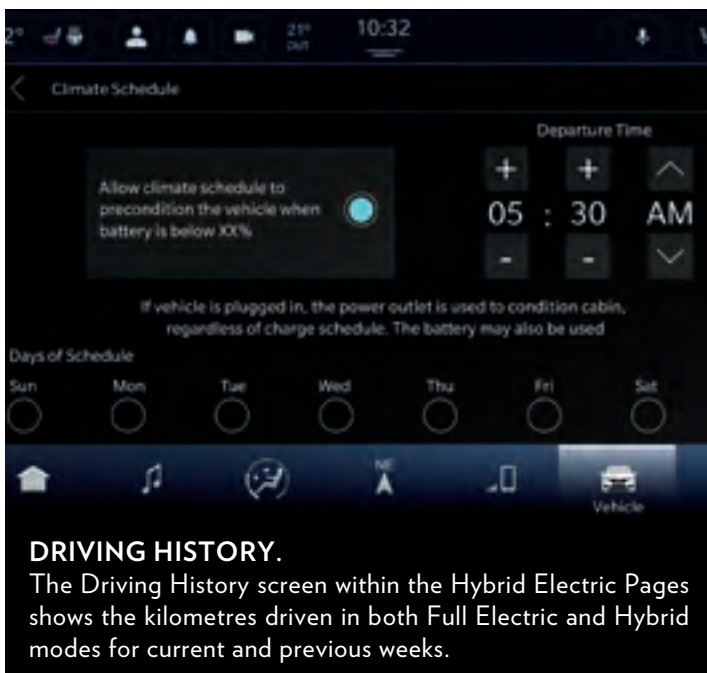 2°
21°
OUT
10:32
Climate Schedule
Departure Time
Allow climate schedule to
precondition the vehicle when
battery is below XX%
+ +
05 : 30 AM
- -
If vehicle is plugged in, the power outlet is used to condition cabin,
regardless of charge schedule. The battery may also be used
Days of Schedule
Sun Mon Tue Wed Thu Fri Sat
NE
Vehicle
DRIVING HISTORY.
The Driving History screen within the Hybrid Electric Pages
shows the kilometres driven in both Full Electric and Hybrid
modes for current and previous weeks.